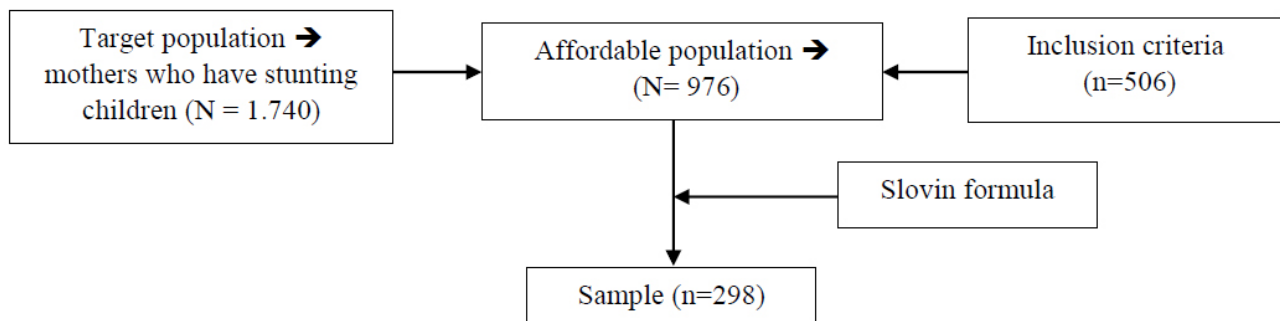 Target population ➔
mothers who have stunting
children (N = 1.740)
Affordable population ➔
(N= 976)
Inclusion criteria
(n=506)
Slovin formula
Sample (n=298)